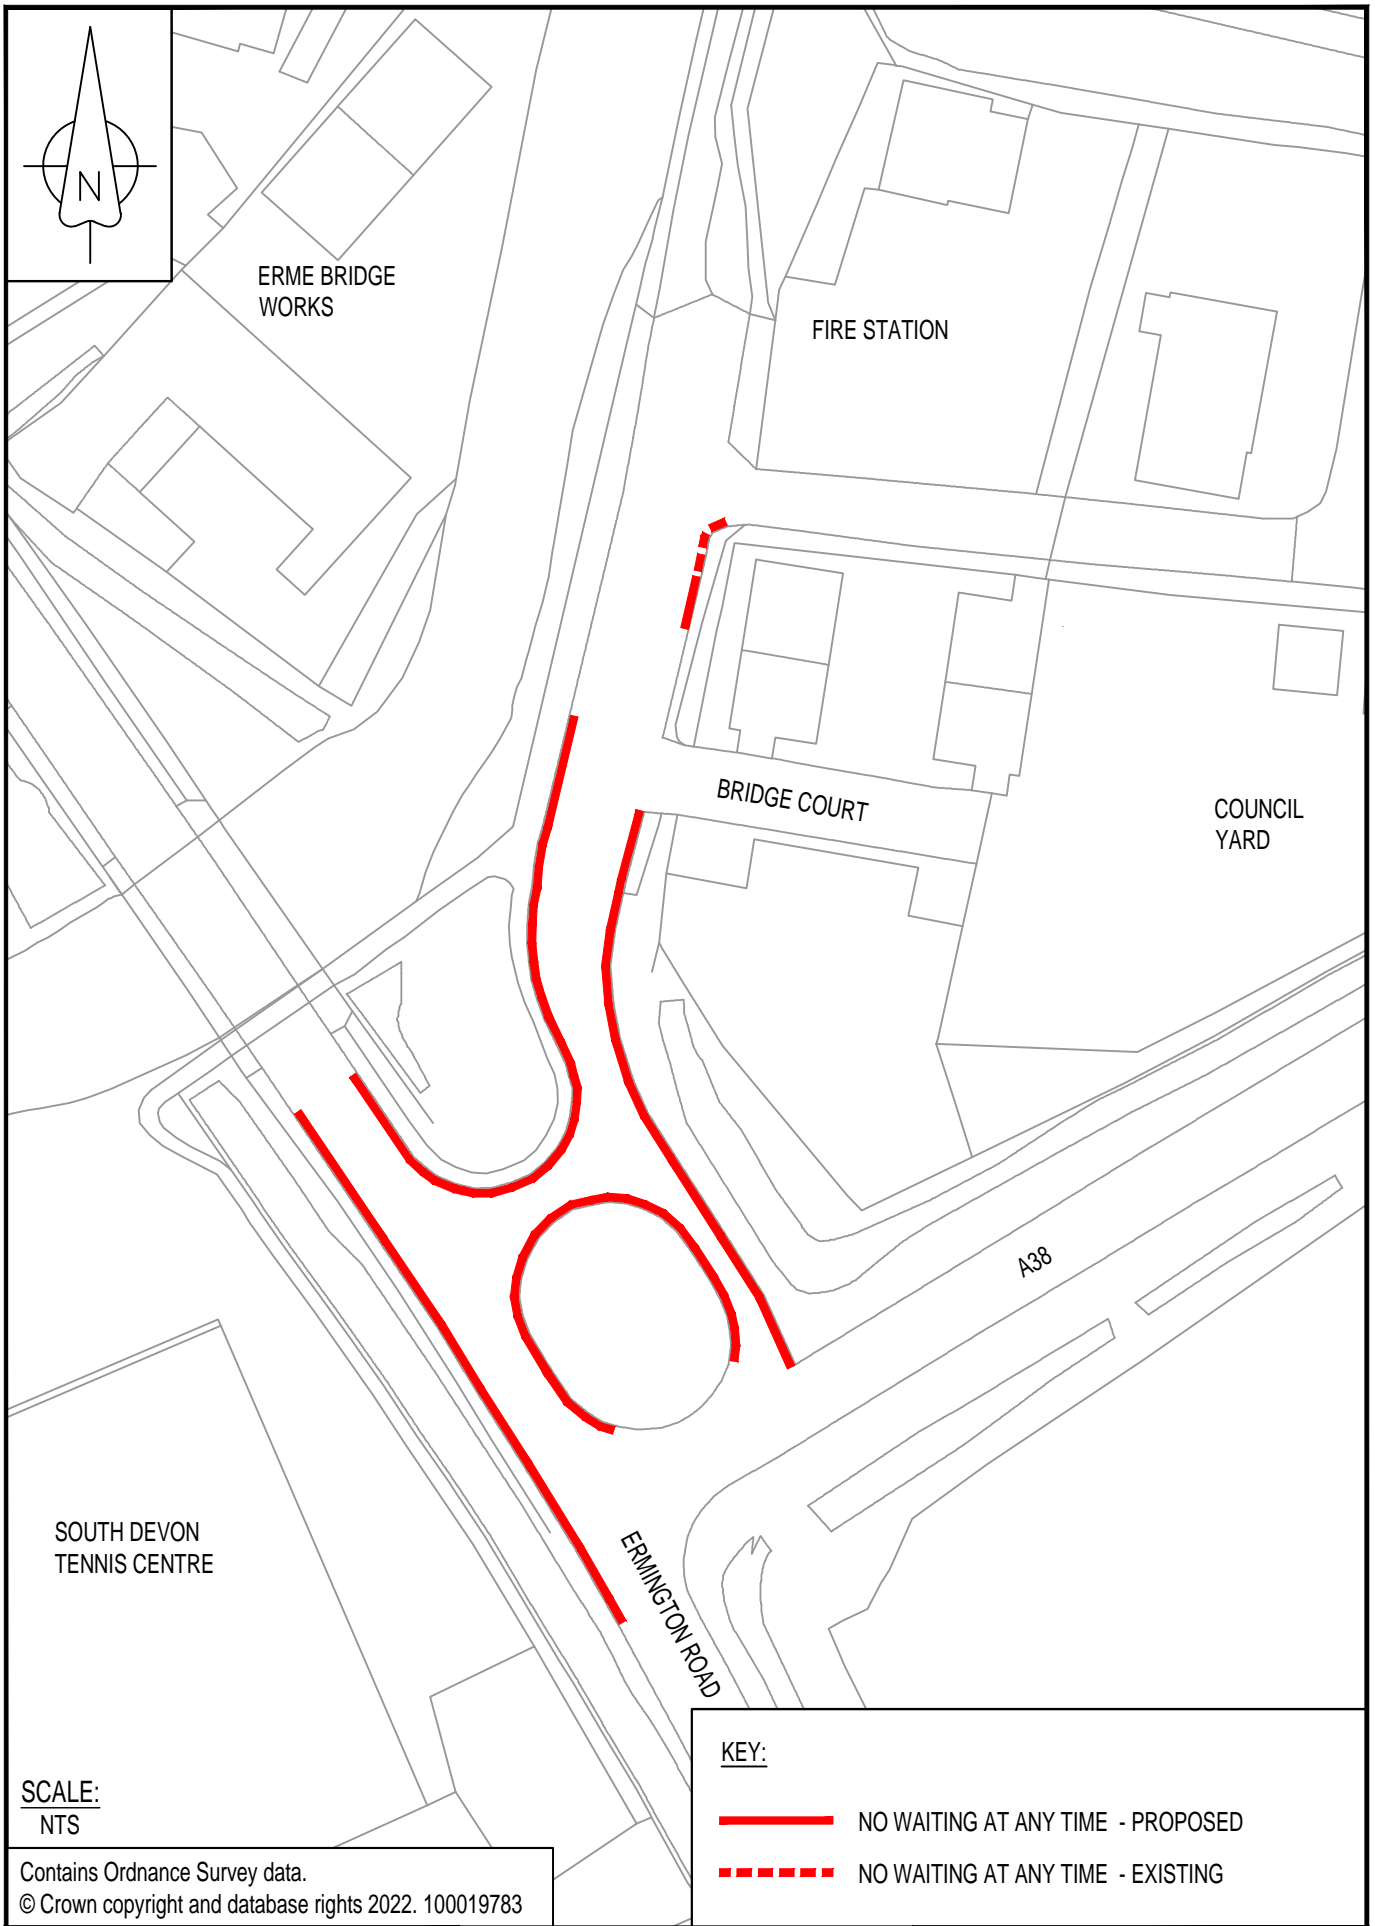 N
ERME BRIDGE
WORKS
FIRE STATION
BRIDGE COURT
COUNCIL
YARD
A38
SOUTH DEVON
TENNIS CENTRE
ERMINGTON ROAD
KEY:
NO WAITING AT ANY TIME - PROPOSED
NO WAITING AT ANY TIME - EXISTING
SCALE:
NTS
Contains Ordnance Survey data.
© Crown copyright and database rights 2022. 100019783